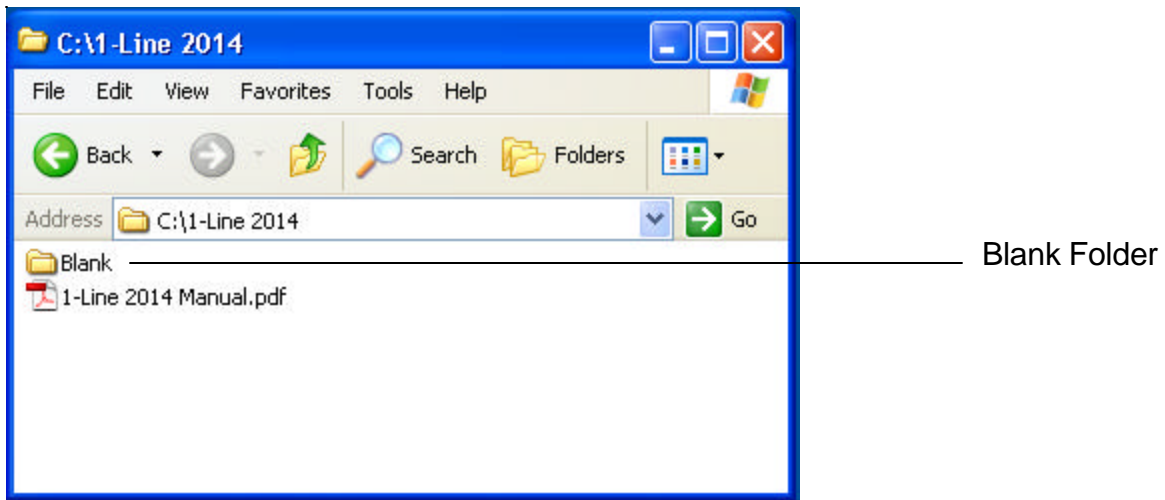 C:\1-Line 2014
File Edit View Favorites Tools Help
Back Search Folders
Address C:\1-Line 2014 Go
Blank Blank Folder
1-Line 2014 Manual.pdf